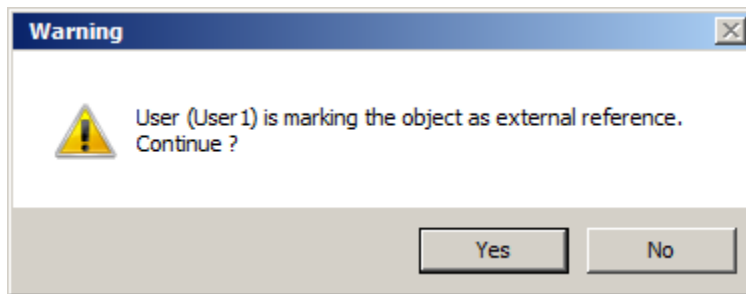 Warning
User (User1) is marking the object as external reference.
Continue ?
Yes
No